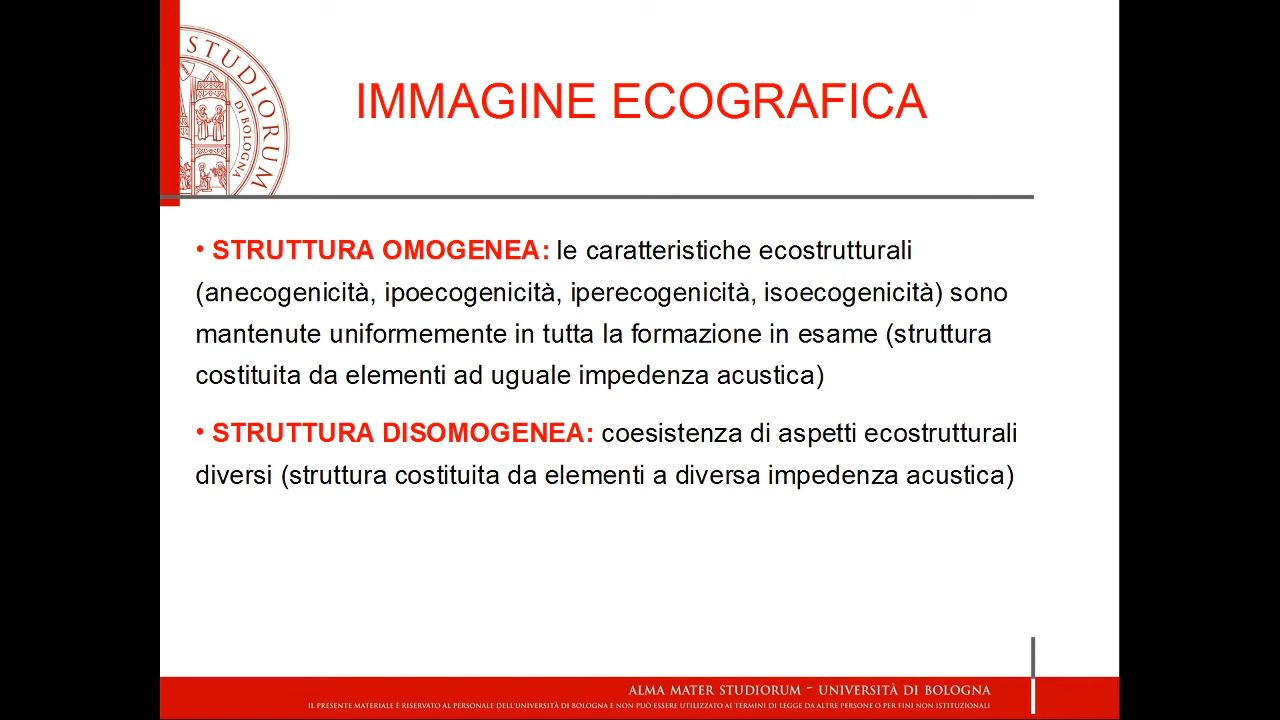 STUDIORUM
DI BOLOGNA
IMMAGINE ECOGRAFICA
• STRUTTURA OMOGENEA: le caratteristiche ecostrutturali
(anecogenicità, ipoecogenicità, iperecogenicità, isoecogenicità) sono
mantenute uniformemente in tutta la formazione in esame (struttura
costituita da elementi ad uguale impedenza acustica)
• STRUTTURA DISOMOGENEA: coesistenza di aspetti ecostrutturali
diversi (struttura costituita da elementi a diversa impedenza acustica)
ALMA MATER STUDIORUM - UNIVERSITÀ DI BOLOGNA
IL PRESENTE MATERIALE È RISERVATO AL PERSONALE DELL'UNIVERSITÀ DI BOLOGNA E NON PUÒ ESSERE UTILIZZATO AI TERMINI DI LEGGE DA ALTRE PERSONE O PER FINI NON ISTITUZIONALI